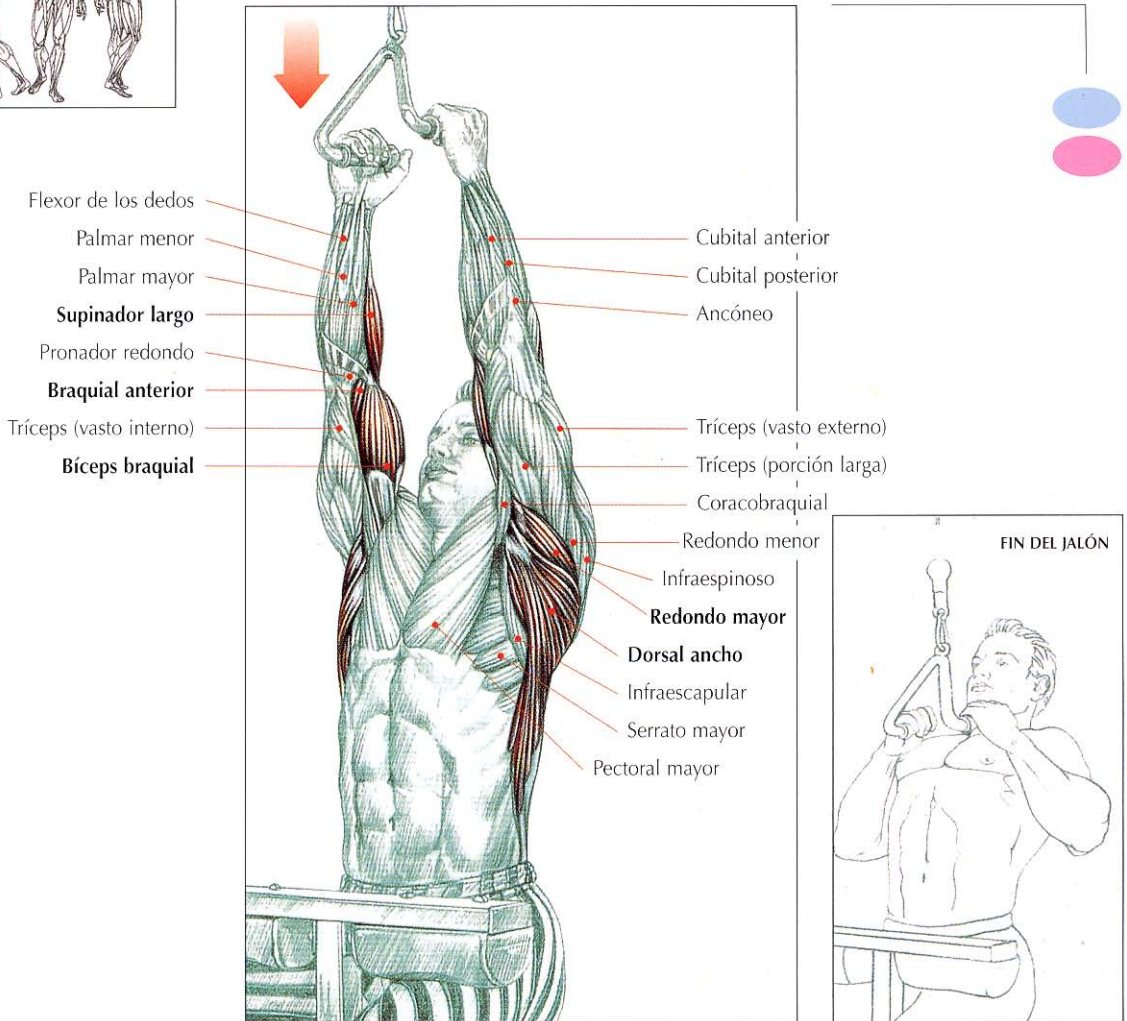 Flexor de los dedos
Palmar menor
Palmar mayor
Supinador largo
Pronador redondo
Braquial anterior
Tríceps (vasto interno)
Bíceps braquial
Cubital anterior
Cubital posterior
Ancóneo
Tríceps (vasto externo)
Tríceps (porción larga)
Coracobraquial
Redondo menor
Infraespinoso
Redondo mayor
Dorsal ancho
Infraescapular
Serrato mayor
Pectoral mayor
FIN DEL JALÓN